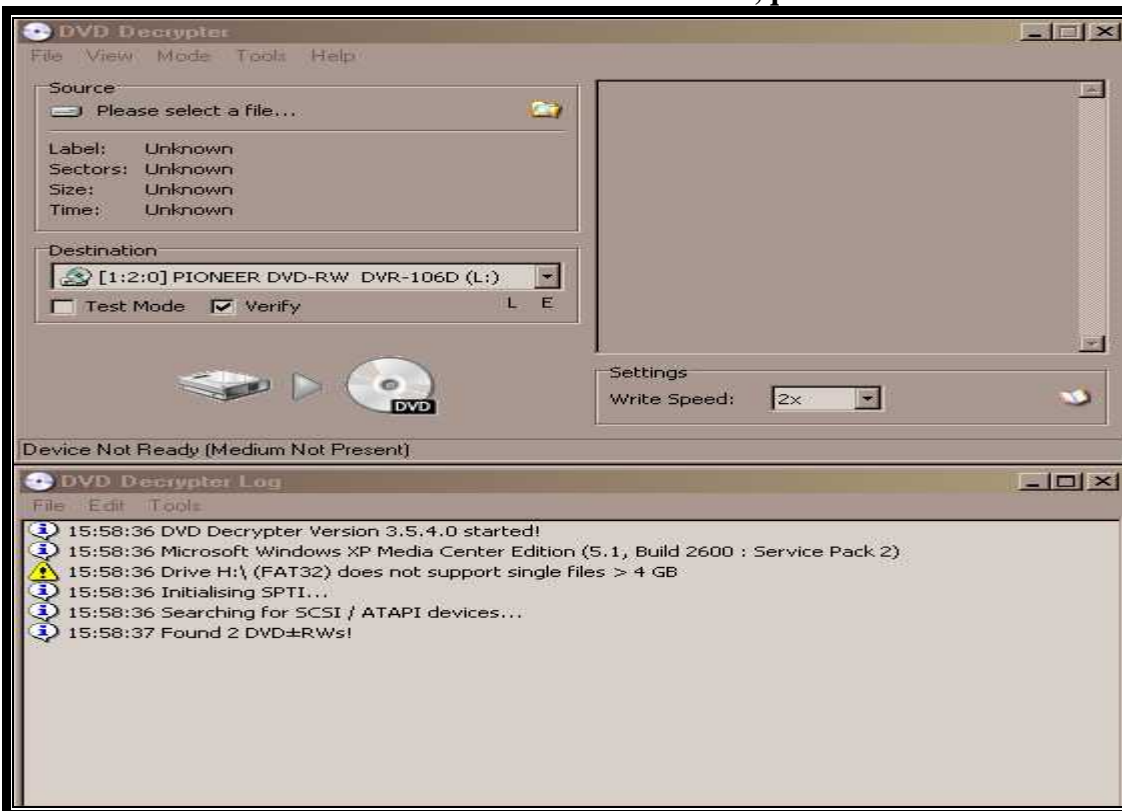 DVD Decrypter
File View Mode Tools Help
Source
Please select a file...
Label: Unknown
Sectors: Unknown
Size: Unknown
Time: Unknown
Destination
[1:2:0] PIONEER DVD-RW DVR-106D (L:)
Test Mode Verify L E
DVD
Settings
Write Speed: 2x
Device Not Ready (Medium Not Present)
DVD Decrypter Log
File Edit Tools
15:58:36 DVD Decrypter Version 3.5.4.0 started!
15:58:36 Microsoft Windows XP Media Center Edition (5.1, Build 2600 : Service Pack 2)
15:58:36 Drive H:\ (FAT32) does not support single files > 4 GB
15:58:36 Initialising SPTI...
15:58:36 Searching for SCSI / ATAPI devices...
15:58:37 Found 2 DVD±RWs!